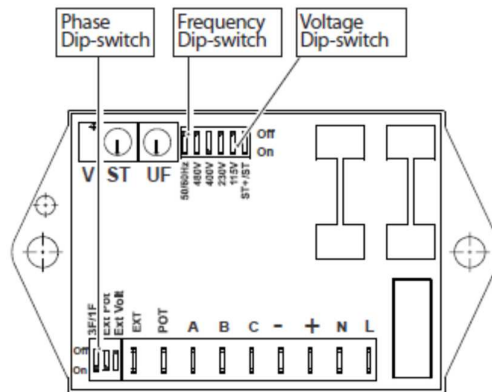 Phase
Dip-switch
Frequency
Dip-switch
Voltage
Dip-switch
Off
On
V ST UF
50/60Hz
480V
400V
230V
115V
ST+/ST
3F/1F
Ext Pot
Ext Volt
EXT
POT
A B C - + N L
Off
On